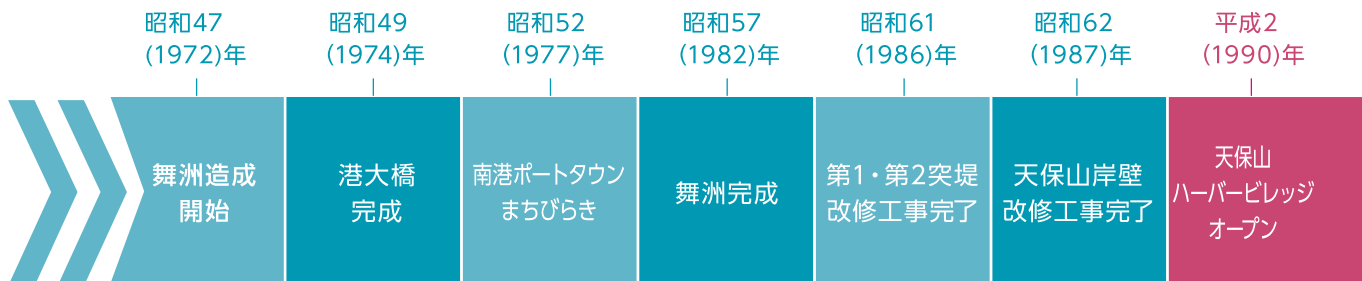 昭和47
(1972)年
昭和49
(1974)年
昭和52
(1977)年
昭和57
(1982)年
昭和61
(1986)年
昭和62
(1987)年
平成2
(1990)年
舞洲造成
開始
港大橋
完成
南港ポートタウン
まちびらき
舞洲完成
第1・第2突堤
改修工事完了
天保山岸壁
改修工事完了
天保山
ハーバービレッジ
オープン